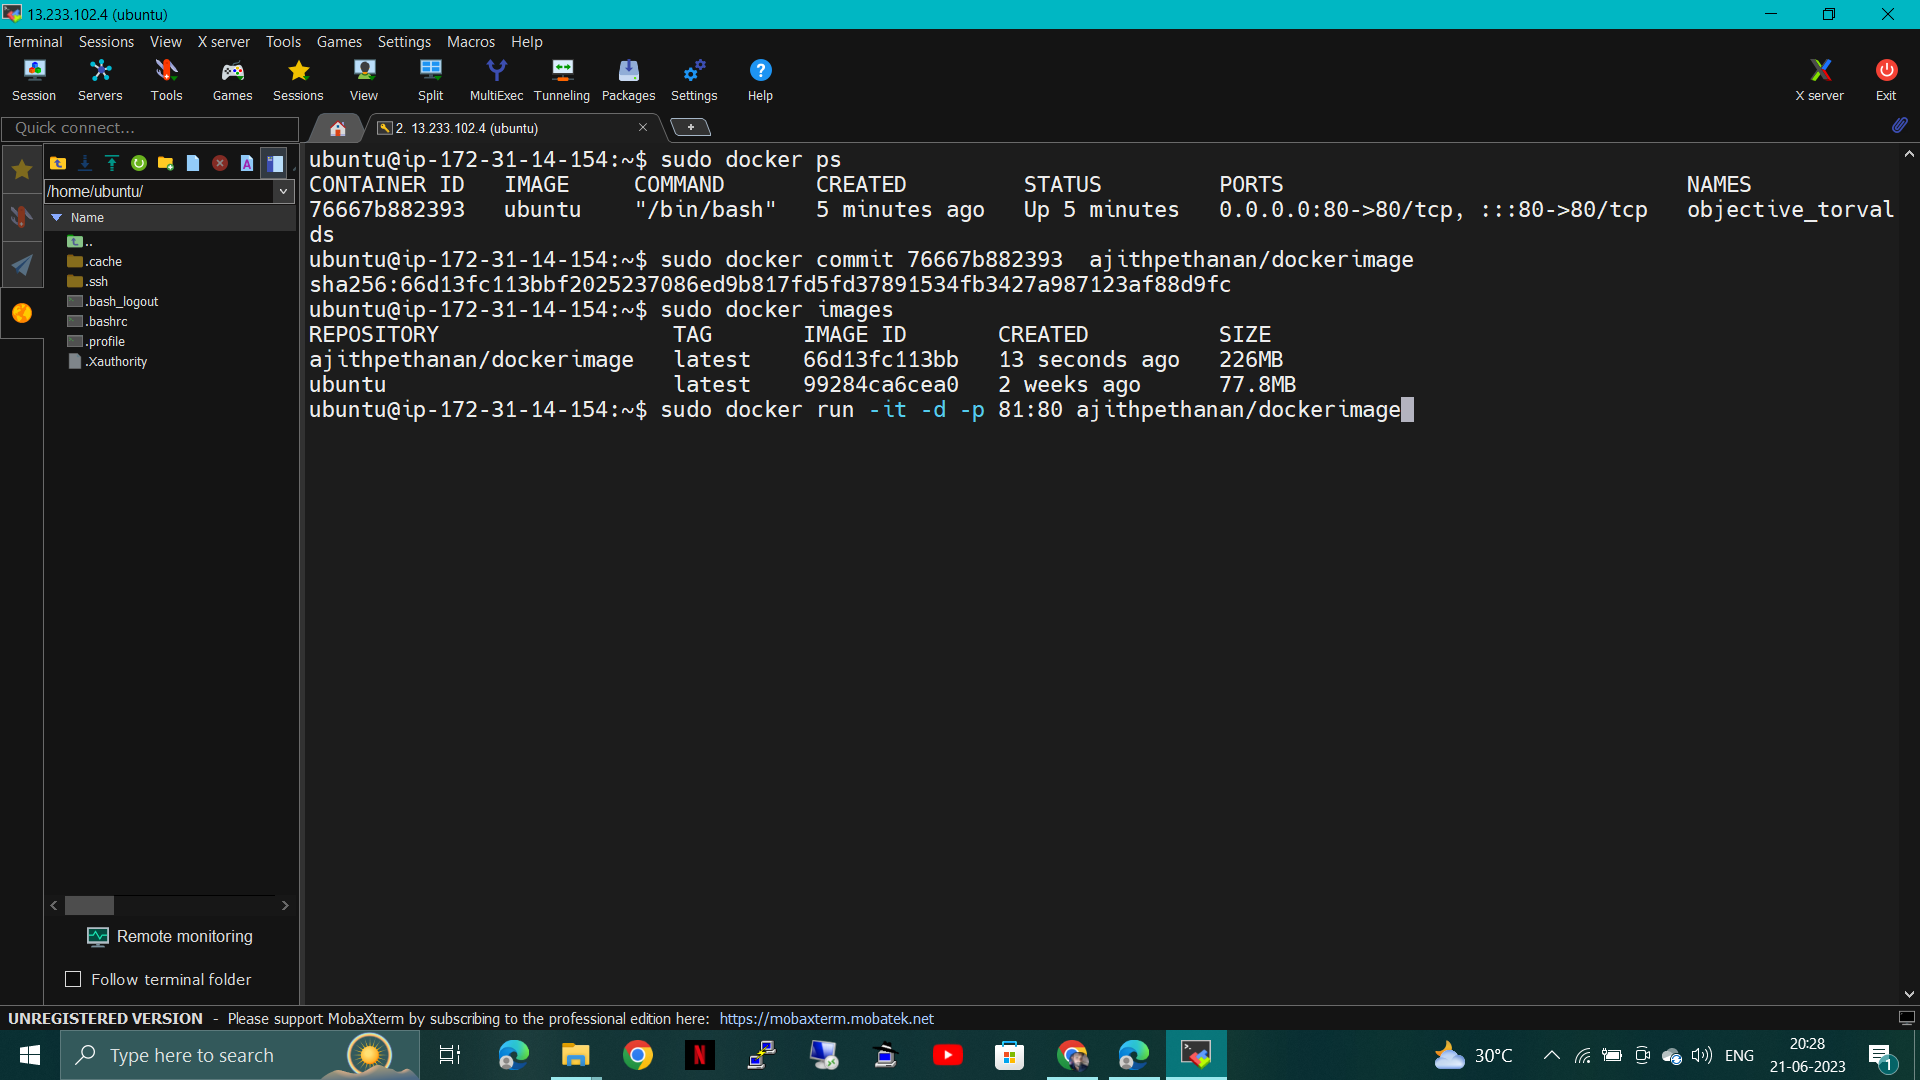 13.233.102.4 (ubuntu)
Terminal Sessions View X server Tools Games Settings Macros Help
Session Servers Tools Games Sessions View Split MultiExec Tunneling Packages Settings Help X server Exit
Quick connect...
2. 13.233.102.4 (ubuntu)
/home/ubuntu/
Name
..
.cache
.ssh
.bash_logout
.bashrc
.profile
.Xauthority
ubuntu@ip-172-31-14-154:~$ sudo docker ps
CONTAINER ID   IMAGE     COMMAND       CREATED         STATUS         PORTS                               NAMES
76667b882393   ubuntu    "/bin/bash"   5 minutes ago   Up 5 minutes   0.0.0.0:80->80/tcp, :::80->80/tcp   objective_torval
ds
ubuntu@ip-172-31-14-154:~$ sudo docker commit 76667b882393  ajithpethanan/dockerimage
sha256:66d13fc113bbf2025237086ed9b817fd5fd37891534fb3427a987123af88d9fc
ubuntu@ip-172-31-14-154:~$ sudo docker images
REPOSITORY                  TAG       IMAGE ID       CREATED          SIZE
ajithpethanan/dockerimage   latest    66d13fc113bb   13 seconds ago   226MB
ubuntu                      latest    99284ca6cea0   2 weeks ago      77.8MB
ubuntu@ip-172-31-14-154:~$ sudo docker run -it -d -p 81:80 ajithpethanan/dockerimage
Remote monitoring
Follow terminal folder
UNREGISTERED VERSION - Please support MobaXterm by subscribing to the professional edition here: https://mobaxterm.mobatek.net
Type here to search
30°C
ENG
20:28
21-06-2023
1